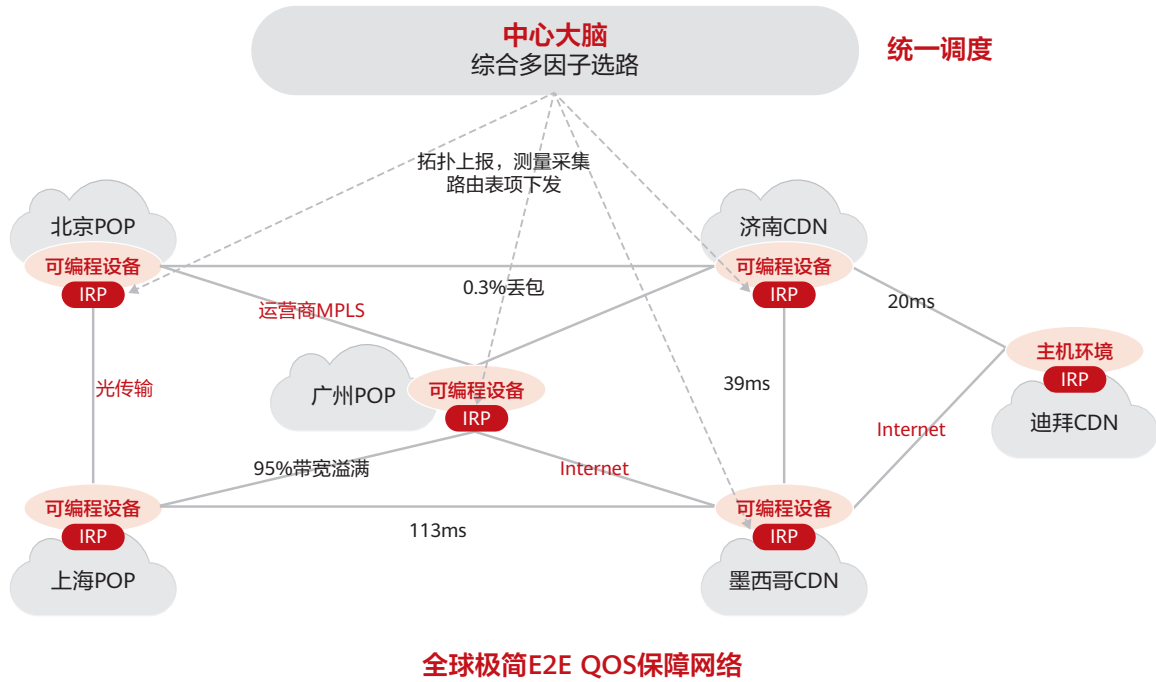 中心大脑
综合多因子选路
统一调度
拓扑上报，测量采集
路由表项下发
北京POP
可编程设备
IRP
济南CDN
可编程设备
IRP
0.3%丢包
运营商MPLS
20ms
主机环境
IRP
迪拜CDN
光传输
广州POP
可编程设备
IRP
39ms
Internet
95%带宽溢满
Internet
可编程设备
IRP
上海POP
113ms
可编程设备
IRP
墨西哥CDN
全球极简E2E QOS保障网络